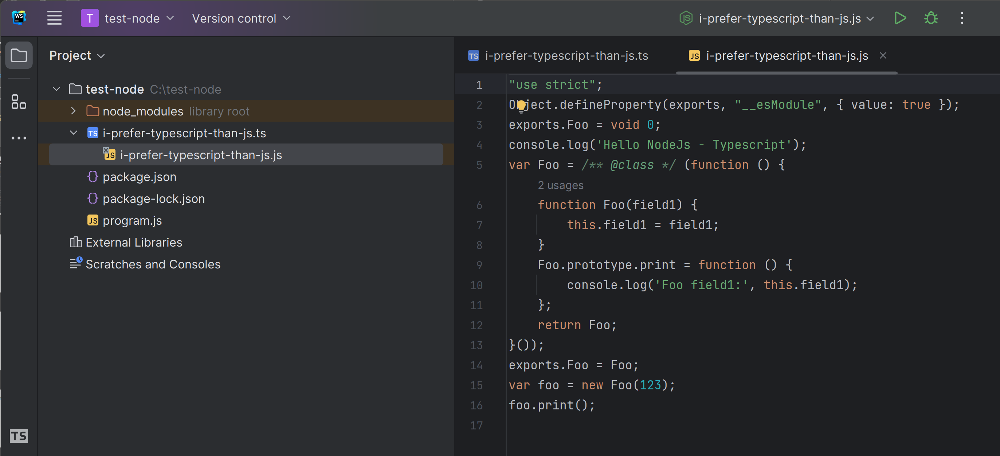 WS
T test-node Version control
JS i-prefer-typescript-than-js.js
Project
TS i-prefer-typescript-than-js.ts
JS i-prefer-typescript-than-js.js
test-node C:\test-node
node_modules library root
TS i-prefer-typescript-than-js.ts
JS i-prefer-typescript-than-js.js
{} package.json
{} package-lock.json
JS program.js
External Libraries
Scratches and Consoles
TS
1 "use strict";
2 Object.defineProperty(exports, "__esModule", { value: true });
3 exports.Foo = void 0;
4 console.log('Hello NodeJs - Typescript');
5 var Foo = /** @class */ (function () {
2 usages
6 function Foo(field1) {
7 this.field1 = field1;
8 }
9 Foo.prototype.print = function () {
10 console.log('Foo field1:', this.field1);
11 };
12 return Foo;
13 }());
14 exports.Foo = Foo;
15 var foo = new Foo(123);
16 foo.print();
17